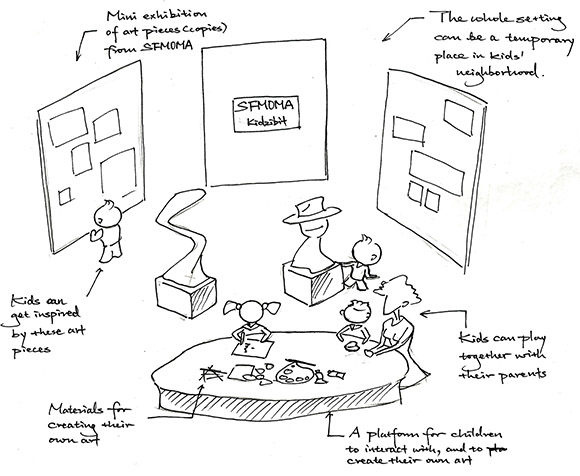 Mini exhibition
of art pieces (copies)
from SFMOMA
The whole setting
can be a temporary
place in kids'
neighborhood.
SFMOMA
Kidzibit
Kids can
get inspired
by these art
pieces
Kids can play
together with
their parents
Materials for
creating their
own art
A platform for children
to interact with, and to
create their own art